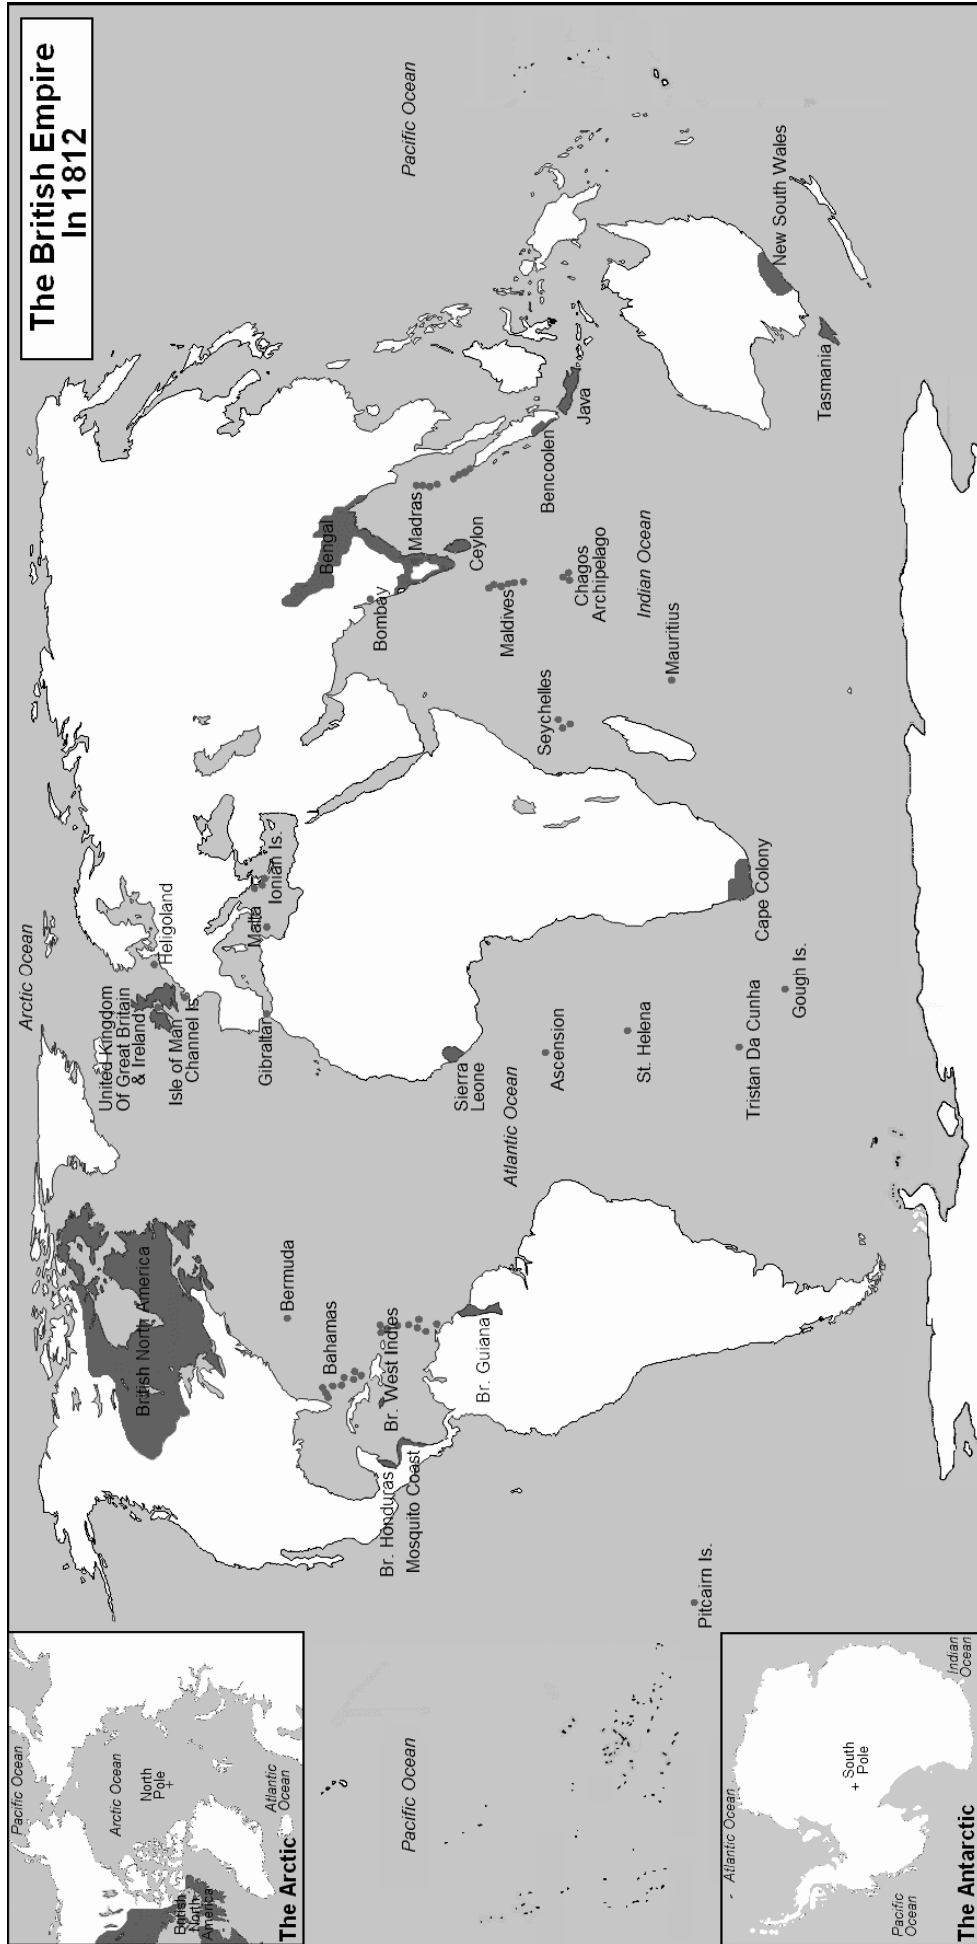 The British Empire
In 1812
Arctic Ocean
Pacific Ocean
United Kingdom
Of Great Britain
& Ireland
Isle of Man
Channel Is.
Heligoland
Gibraltar
Malta
Ionian Is.
British North America
Bermuda
Bahamas
Br. West Indies
Br. Honduras
Mosquito Coast
Br. Guiana
Sierra
Leone
Atlantic Ocean
Ascension
St. Helena
Tristan Da Cunha
Gough Is.
Cape Colony
Seychelles
Mauritius
Maldives
Chagos
Archipelago
Indian Ocean
Bombay
Bengal
Madras
Ceylon
Bencoolen
Java
New South Wales
Tasmania
Pitcairn Is.
Pacific Ocean
Pacific Ocean
Arctic Ocean
North
Pole
+
British
North
America
Atlantic
Ocean
The Arctic
Atlantic Ocean
+ South
Pole
Pacific
Ocean
Indian
Ocean
The Antarctic